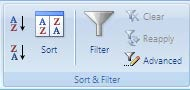 A Z
Z A
A Z Z A
Sort
Filter
Clear
Reapply
Advanced
Sort & Filter